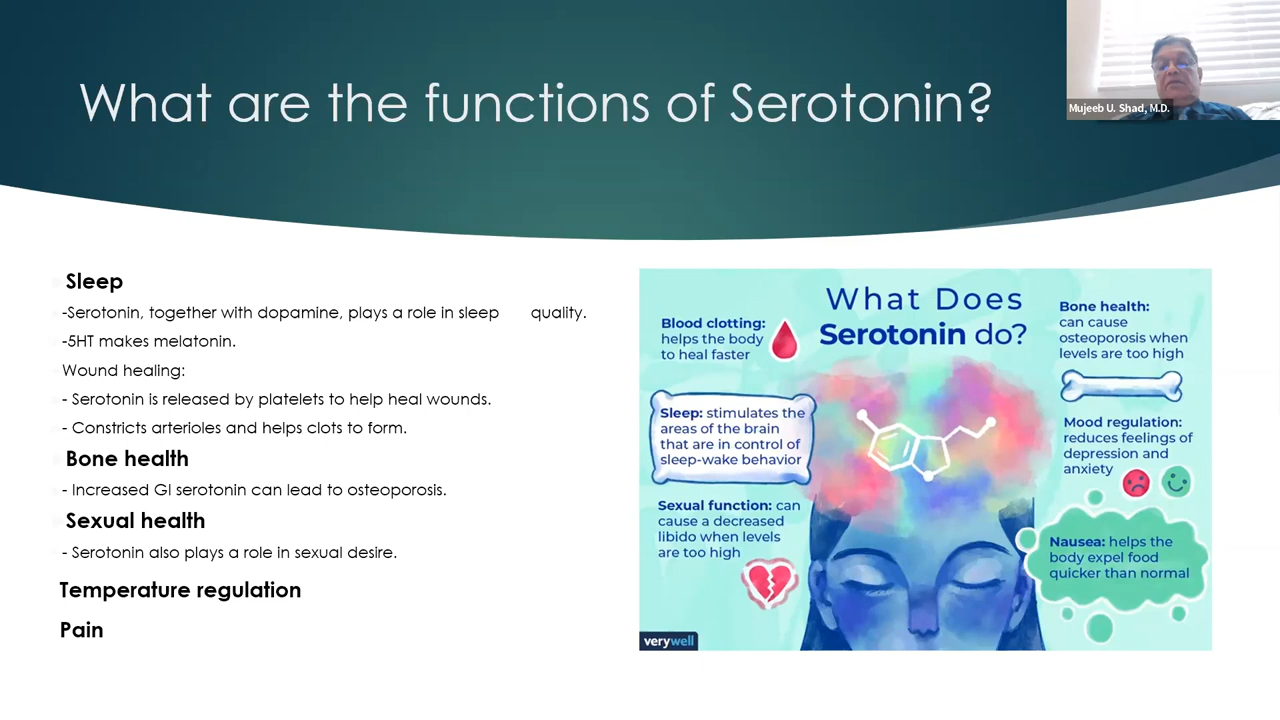 What are the functions of Serotonin?
Mujeeb U. Shad, M.D.
Sleep
-Serotonin, together with dopamine, plays a role in sleep quality.
-5HT makes melatonin.
Wound healing:
- Serotonin is released by platelets to help heal wounds.
- Constricts arterioles and helps clots to form.
Bone health
- Increased GI serotonin can lead to osteoporosis.
Sexual health
- Serotonin also plays a role in sexual desire.
Temperature regulation
Pain
What Does
Serotonin do?
Blood clotting:
helps the body
to heal faster
Sleep: stimulates the
areas of the brain
that are in control of
sleep-wake behavior
Sexual function: can
cause a decreased
libido when levels
are too high
Bone health:
can cause
osteoporosis when
levels are too high
Mood regulation:
reduces feelings of
depression and
anxiety
Nausea: helps the
body expel food
quicker than normal
verywell